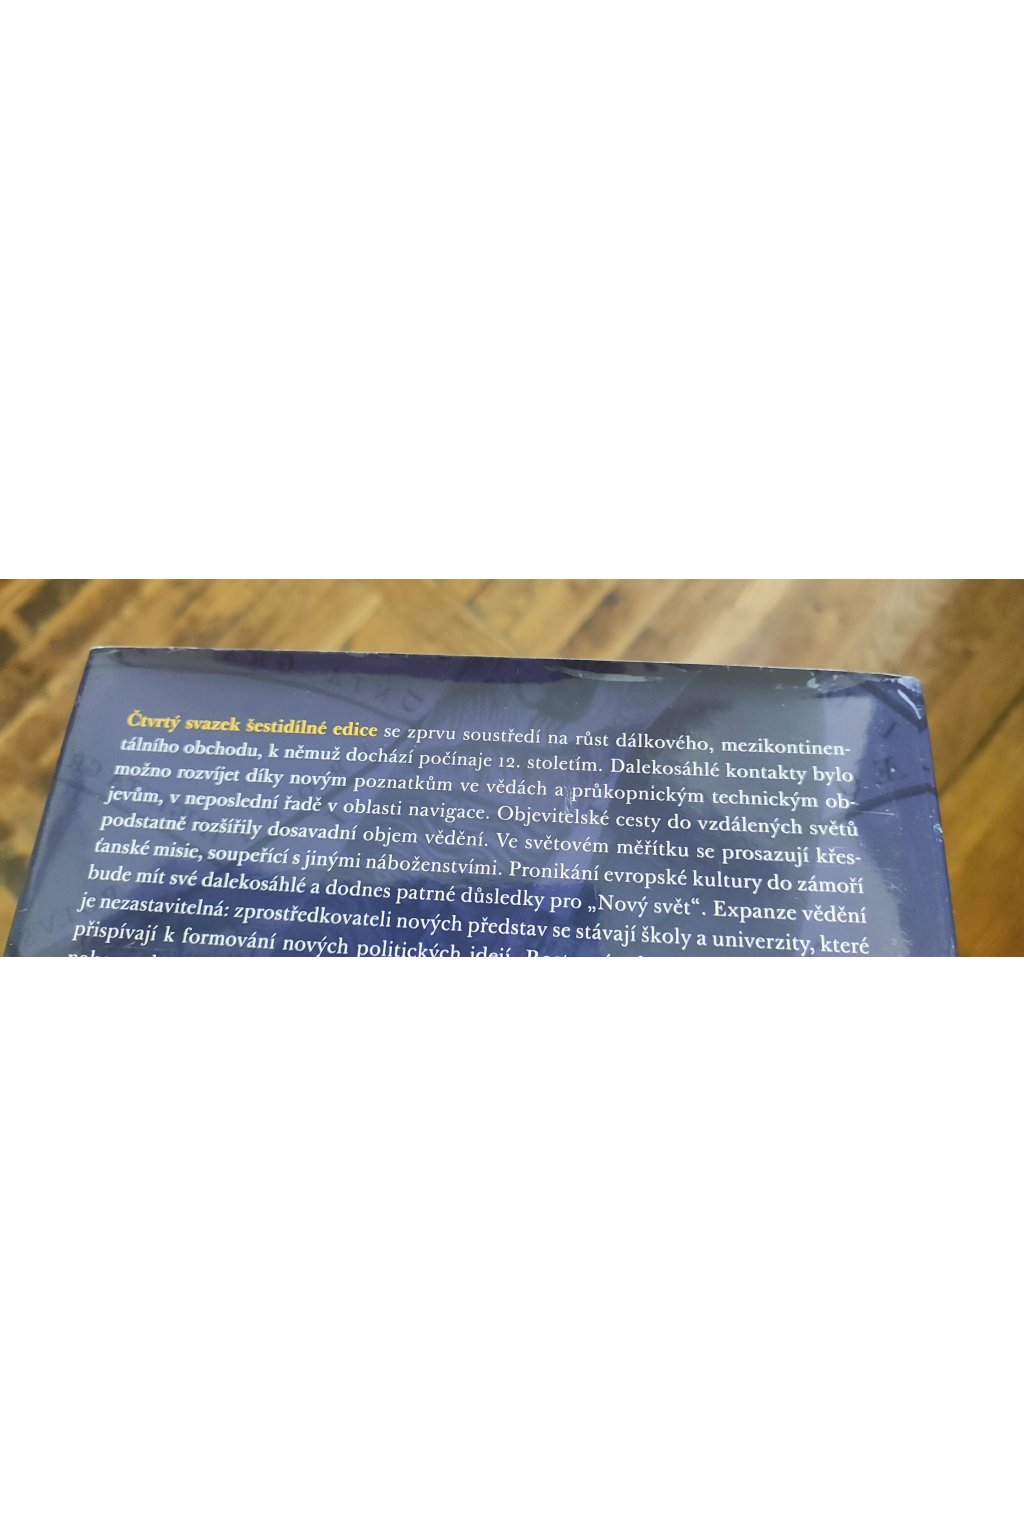 Čtvrtý svazek šestidílné edice se zprvu soustředí na růst dálkového, mezikontinen-
tálního obchodu, k němuž dochází počínaje 12. stoletím. Dalekosáhlé kontakty bylo
možno rozvíjet díky novým poznatkům ve vědách a průkopnickým technickým ob-
jevům, v neposlední řadě v oblasti navigace. Objevitelské cesty do vzdálených světů
podstatně rozšířily dosavadní objem vědění. Ve světovém měřítku se prosazují křes-
ťanské misie, soupeřící s jinými náboženstvími. Pronikání evropské kultury do zámoří
bude mít své dalekosáhlé a dodnes patrné důsledky pro „Nový svět“. Expanze vědění
je nezastavitelná: zprostředkovateli nových představ se stávají školy a univerzity, které
přispívají k formování nových politických idejí.